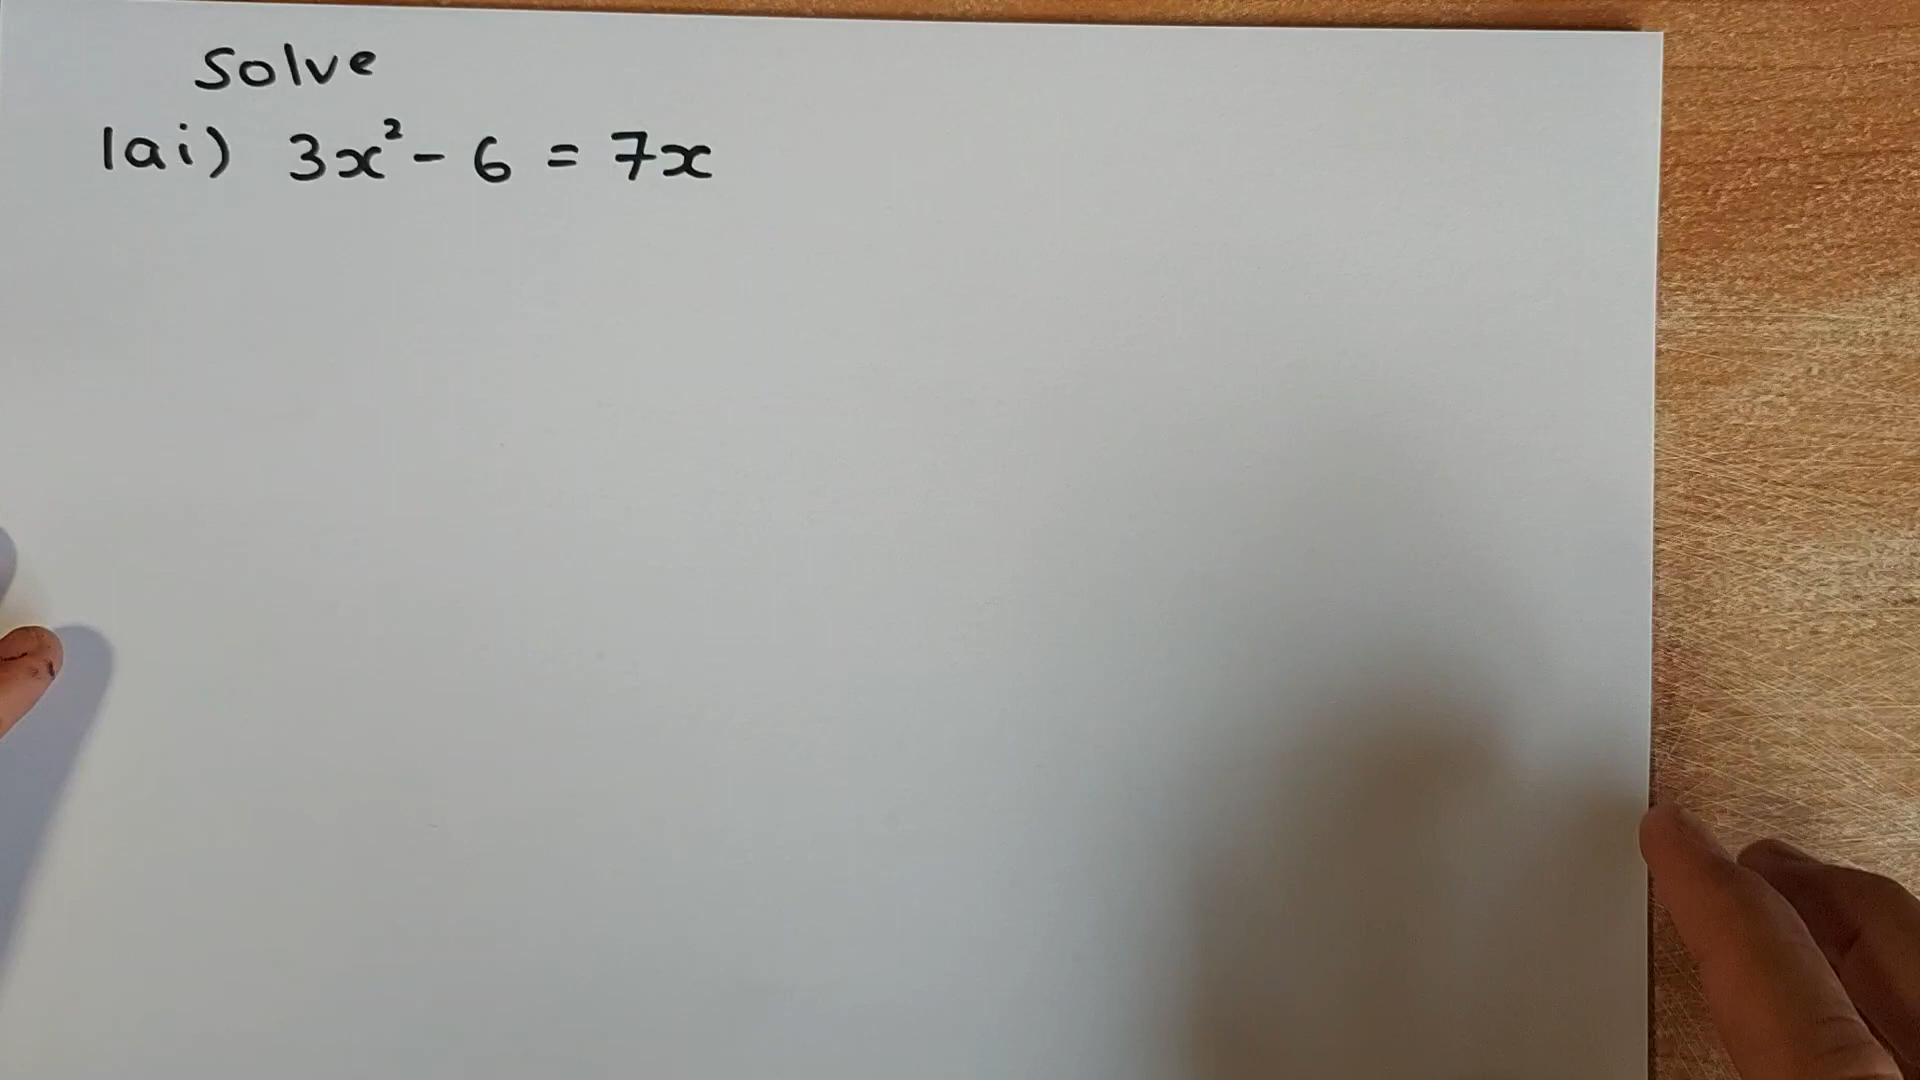 Solve
1ai) 3x² - 6 = 7x